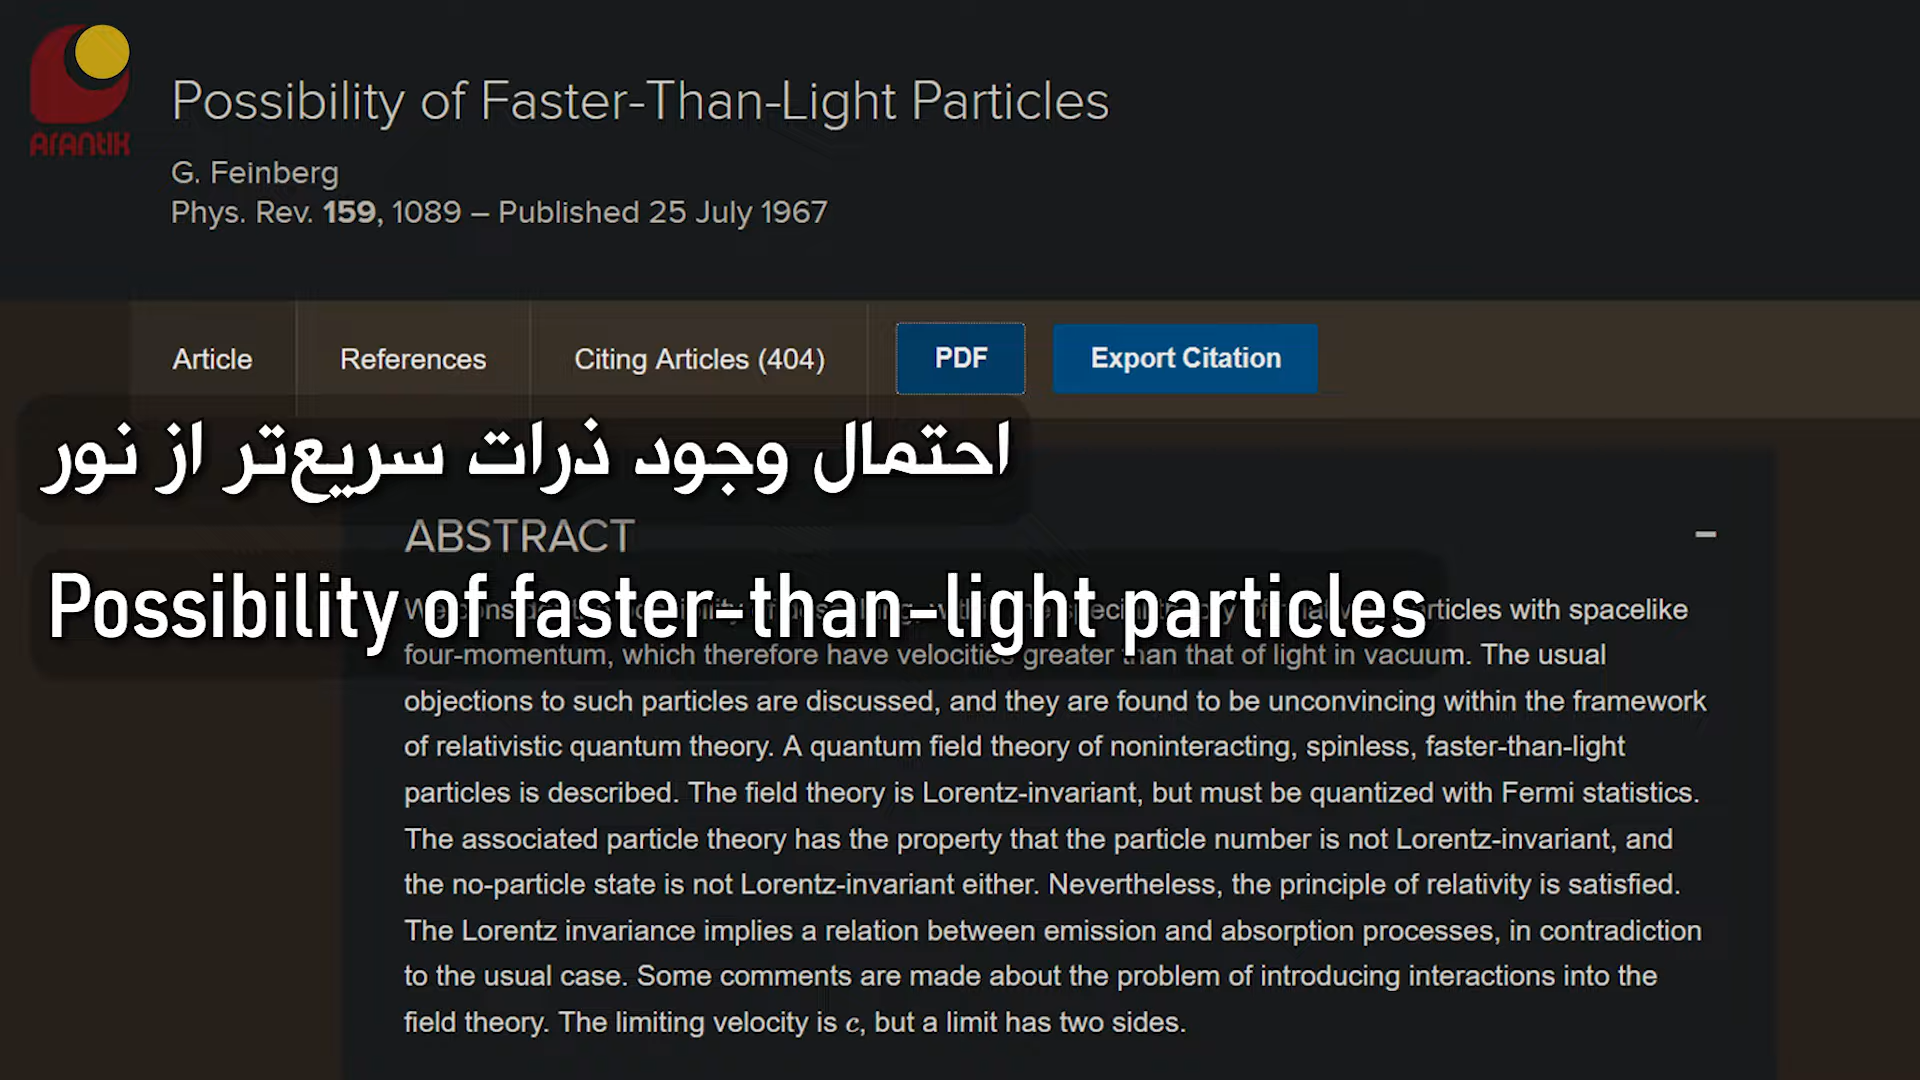 arantik
Possibility of Faster-Than-Light Particles
G. Feinberg
Phys. Rev. 159, 1089 – Published 25 July 1967
Article
References
Citing Articles (404)
PDF
Export Citation
احتمال وجود ذرات سریع‌تر از نور
ABSTRACT
Possibility of faster-than-light particles
with spacelike
four-momentum, which therefore have velocities greater than that of light in vacuum. The usual
objections to such particles are discussed, and they are found to be unconvincing within the framework
of relativistic quantum theory. A quantum field theory of noninteracting, spinless, faster-than-light
particles is described. The field theory is Lorentz-invariant, but must be quantized with Fermi statistics.
The associated particle theory has the property that the particle number is not Lorentz-invariant, and
the no-particle state is not Lorentz-invariant either. Nevertheless, the principle of relativity is satisfied.
The Lorentz invariance implies a relation between emission and absorption processes, in contradiction
to the usual case. Some comments are made about the problem of introducing interactions into the
field theory. The limiting velocity is c, but a limit has two sides.